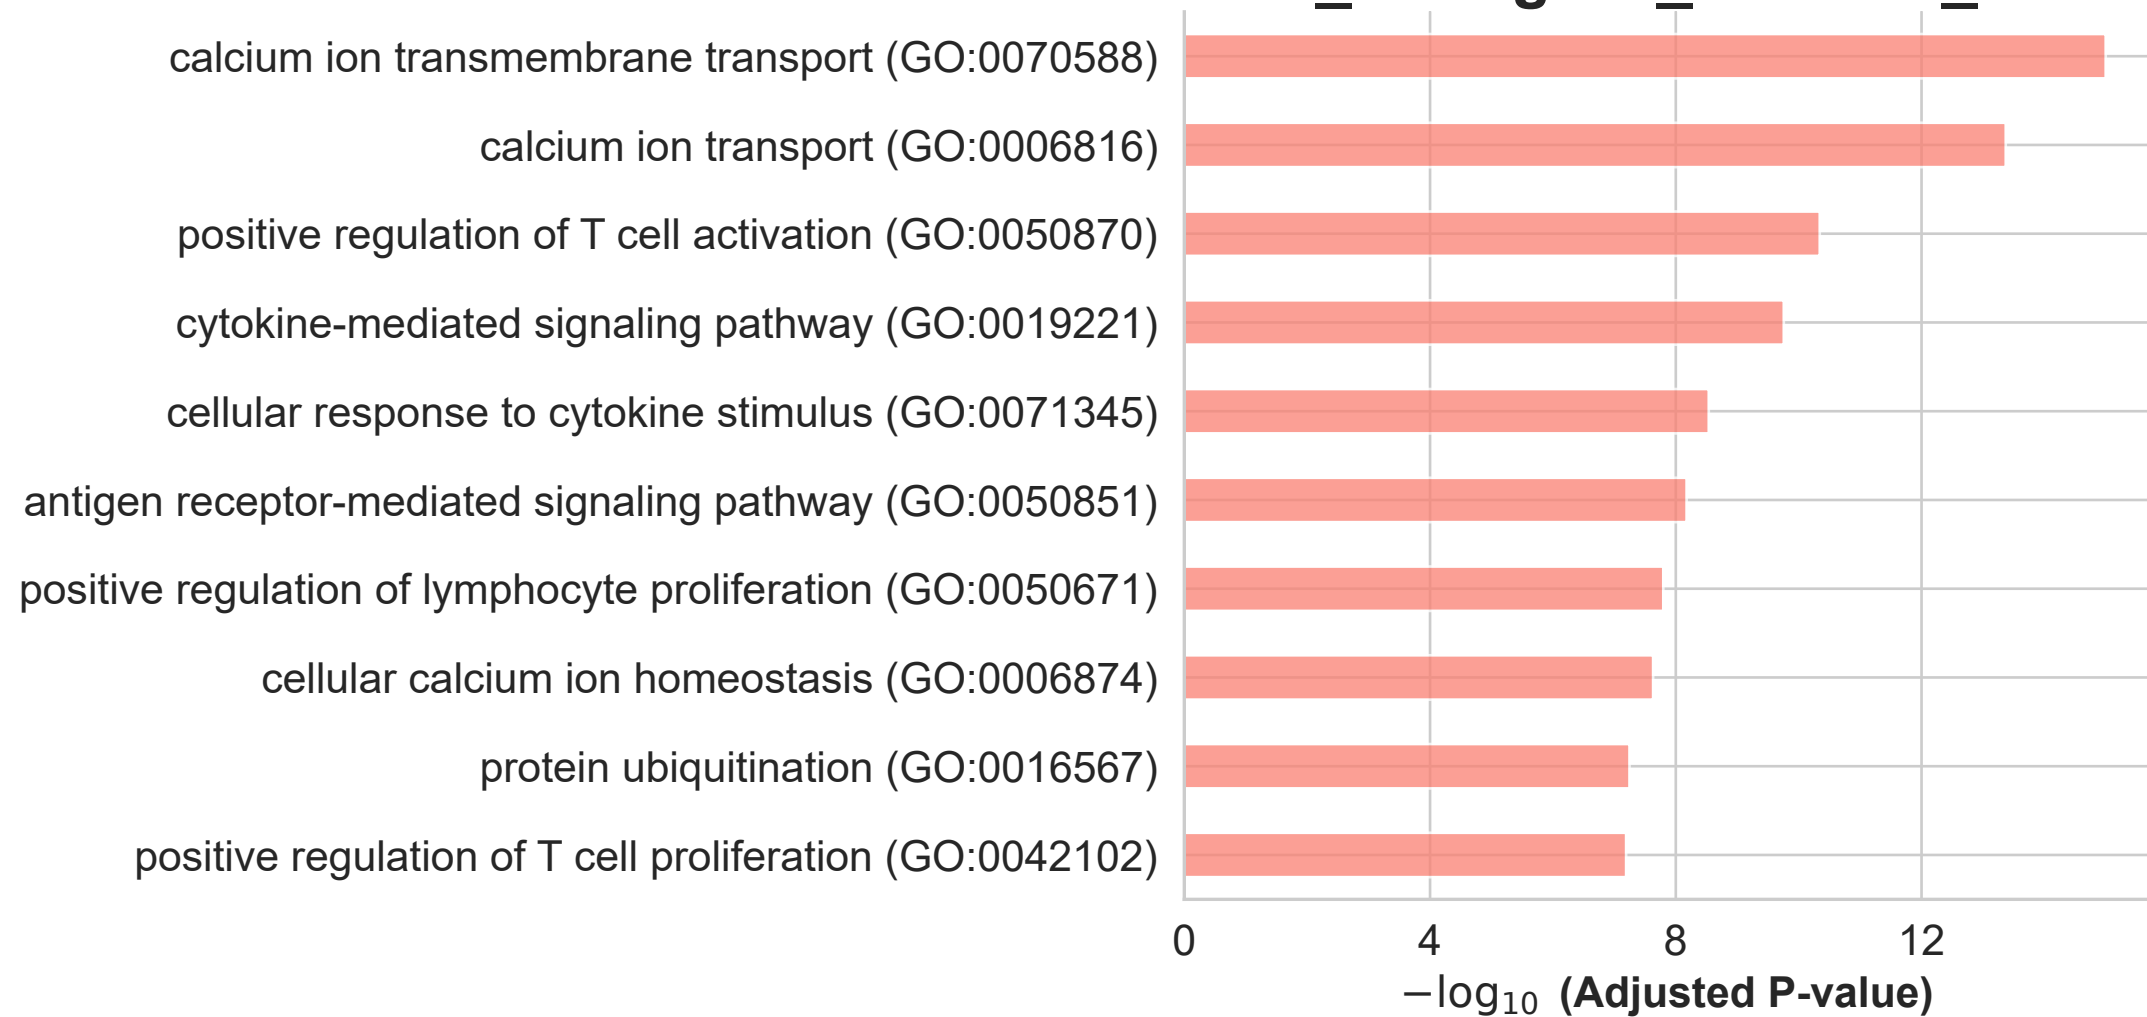 calcium ion transmembrane transport (GO:0070588)
calcium ion transport (GO:0006816)
positive regulation of T cell activation (GO:0050870)
cytokine-mediated signaling pathway (GO:0019221)
cellular response to cytokine stimulus (GO:0071345)
antigen receptor-mediated signaling pathway (GO:0050851)
positive regulation of lymphocyte proliferation (GO:0050671)
cellular calcium ion homeostasis (GO:0006874)
protein ubiquitination (GO:0016567)
positive regulation of T cell proliferation (GO:0042102)
0 4 8 12
−log₁₀ (Adjusted P-value)